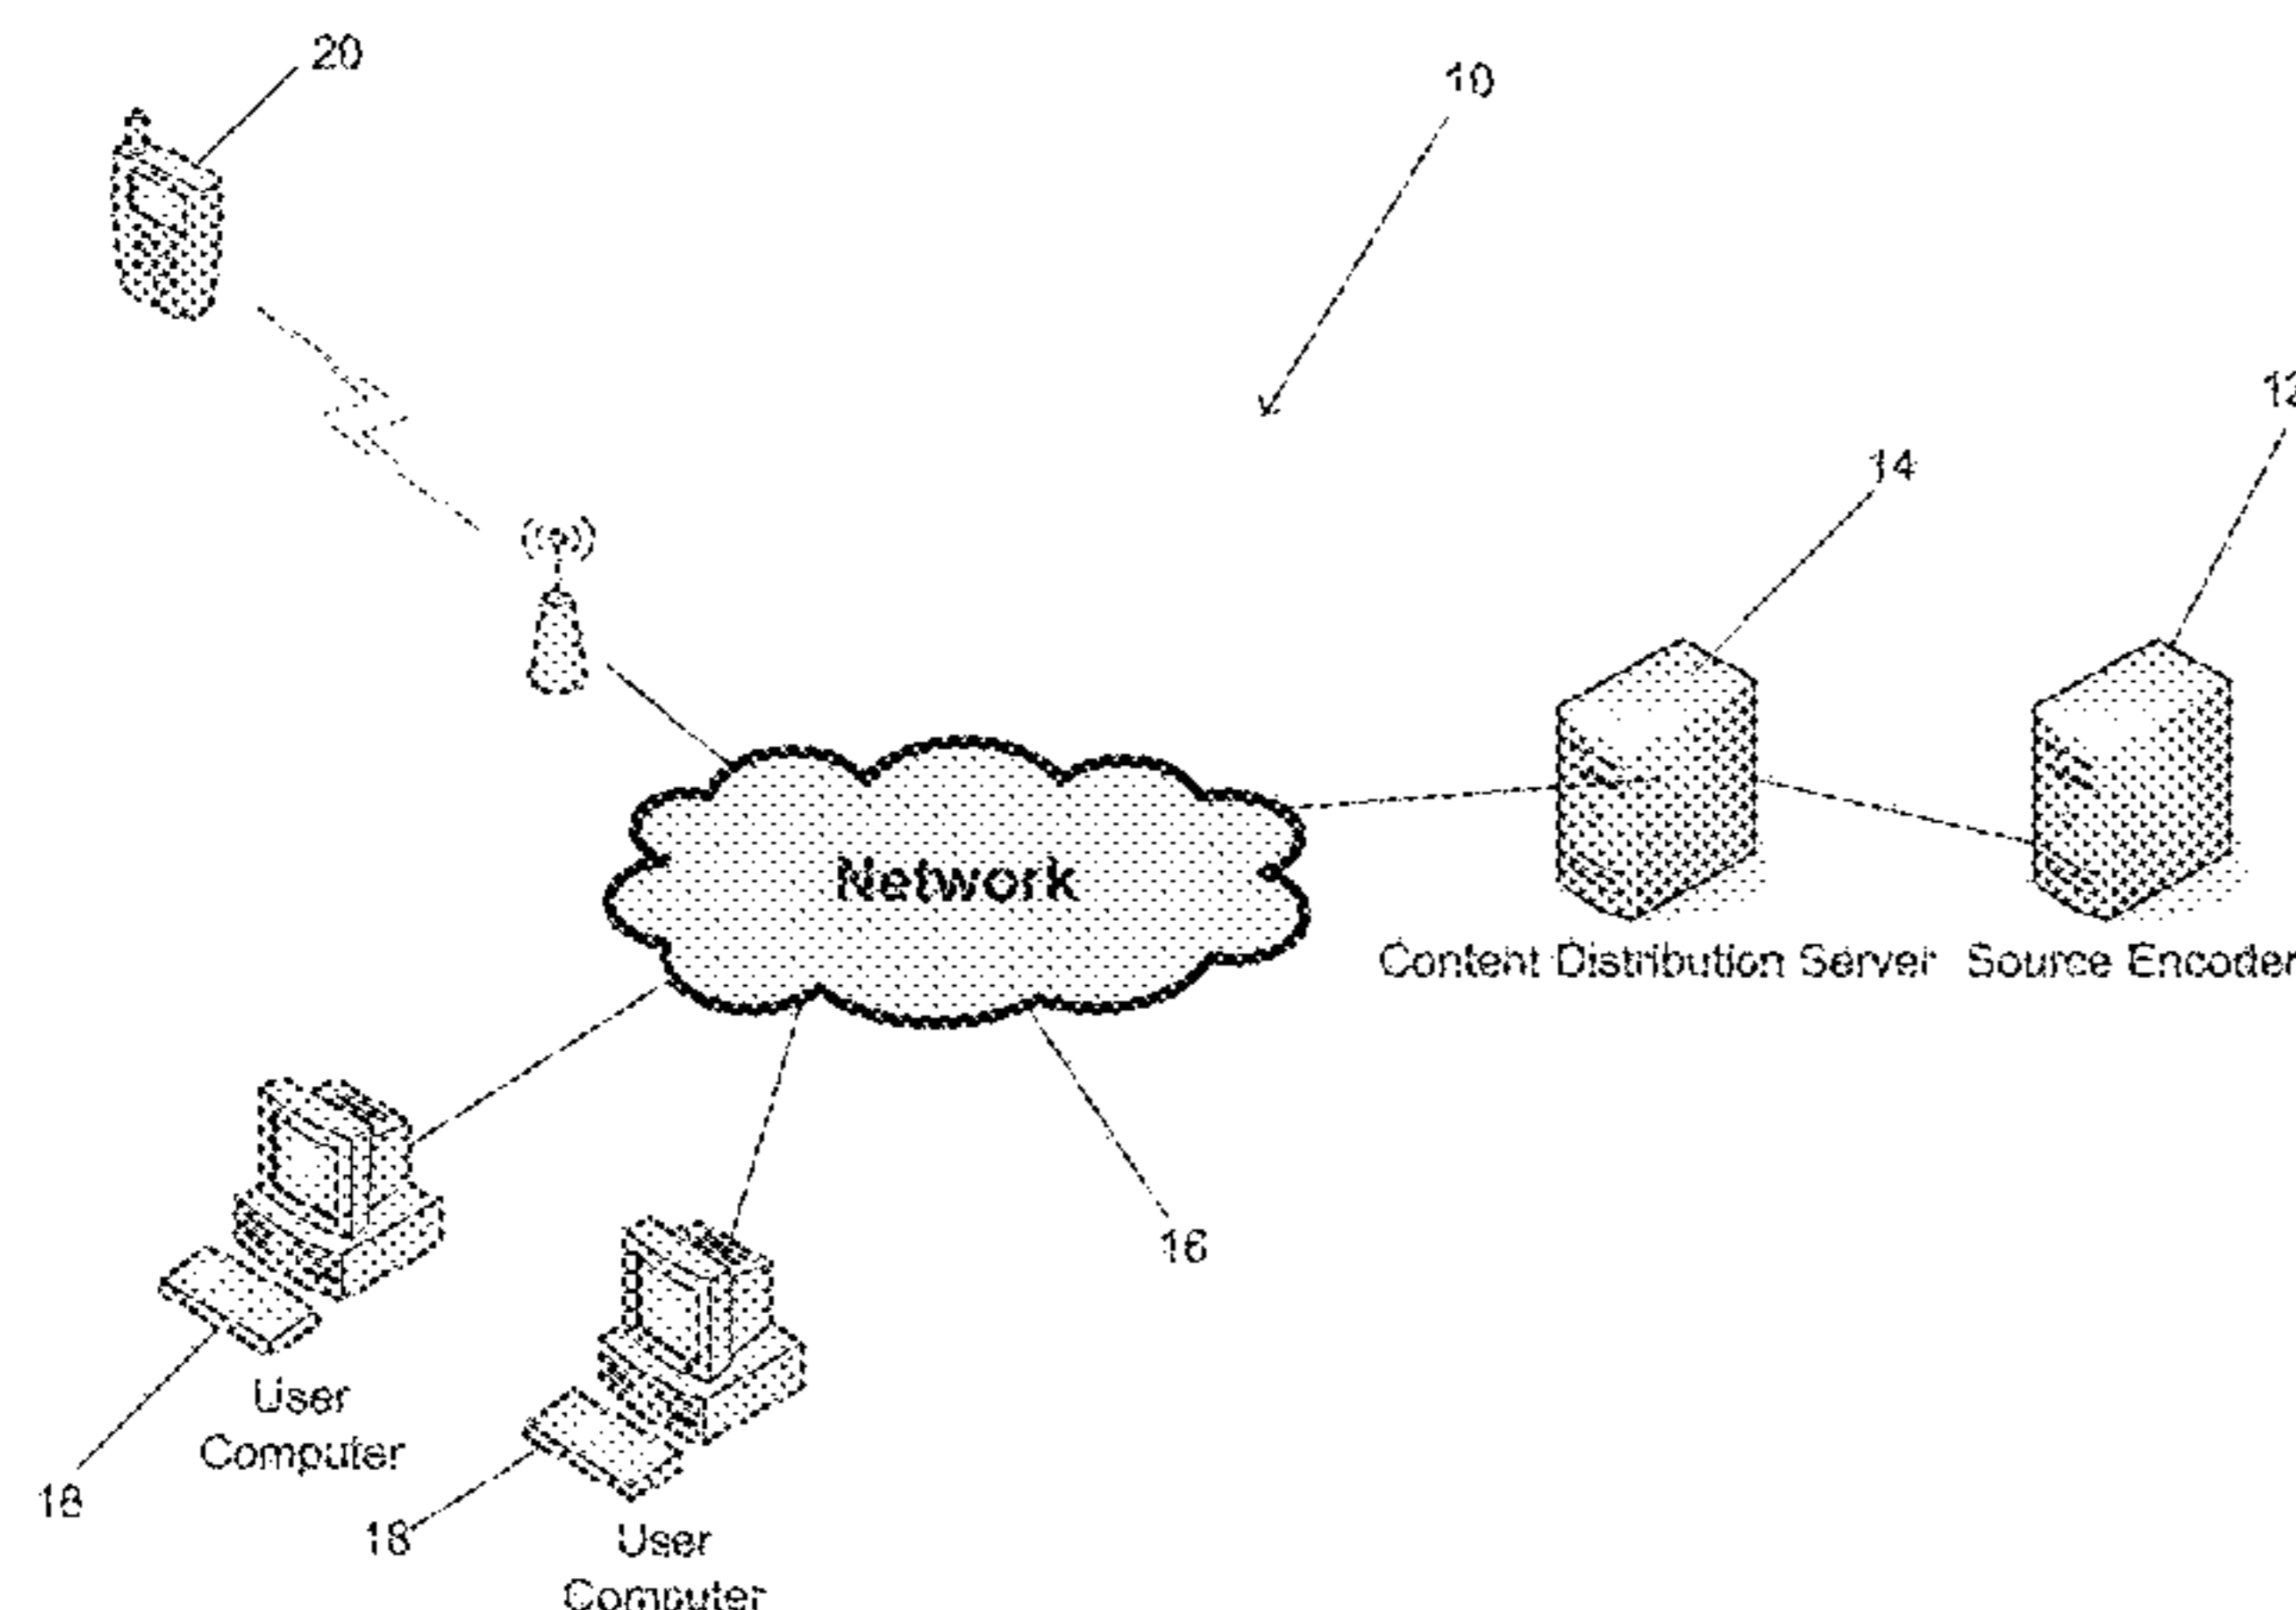 20
10
12
14
Network
Content Distribution Server
Source Encoder
16
User
Computer
18
18
User
Computer